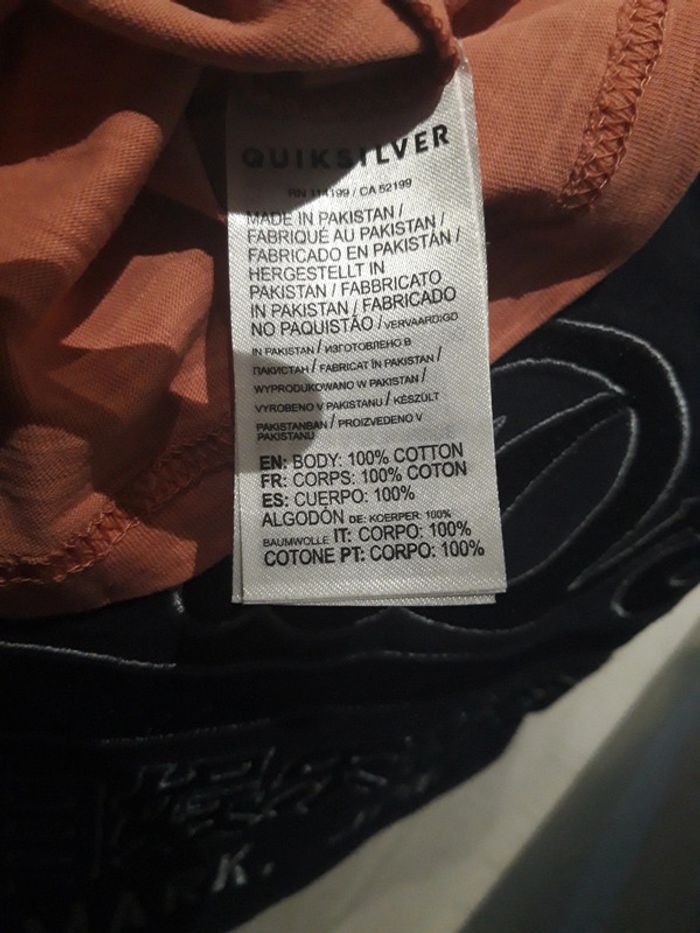 QUIKSILVER
RN 114199 / CA 52199
MADE IN PAKISTAN /
FABRIQUÉ AU PAKISTAN /
FABRICADO EN PAKISTÁN /
HERGESTELLT IN
PAKISTAN / FABBRICATO
IN PAKISTAN / FABRICADO
NO PAQUISTÃO / VERVAARDIGD
IN PAKISTAN / ИЗГОТОВЛЕНО В
ПАКИСТАН / FABRICAT ÎN PAKISTAN /
WYPRODUKOWANO W PAKISTAN /
VYROBENO V PAKISTANU / KÉSZÜLT
PAKISTANBAN / PROIZVEDENO V
PAKISTANU
EN: BODY: 100% COTTON
FR: CORPS: 100% COTON
ES: CUERPO: 100%
ALGODÓN DE: KOERPER: 100%
BAUMWOLLE IT: CORPO: 100%
COTONE PT: CORPO: 100%